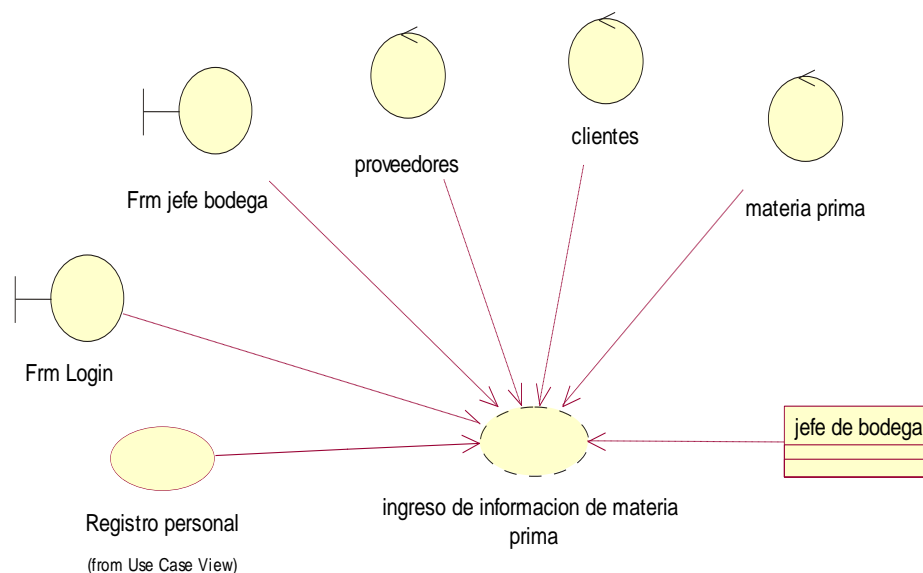 clientes
proveedores
Frm jefe bodega
materia prima
Frm Login
jefe de bodega
ingreso de informacion de materia
prima
Registro personal
(from Use Case View)